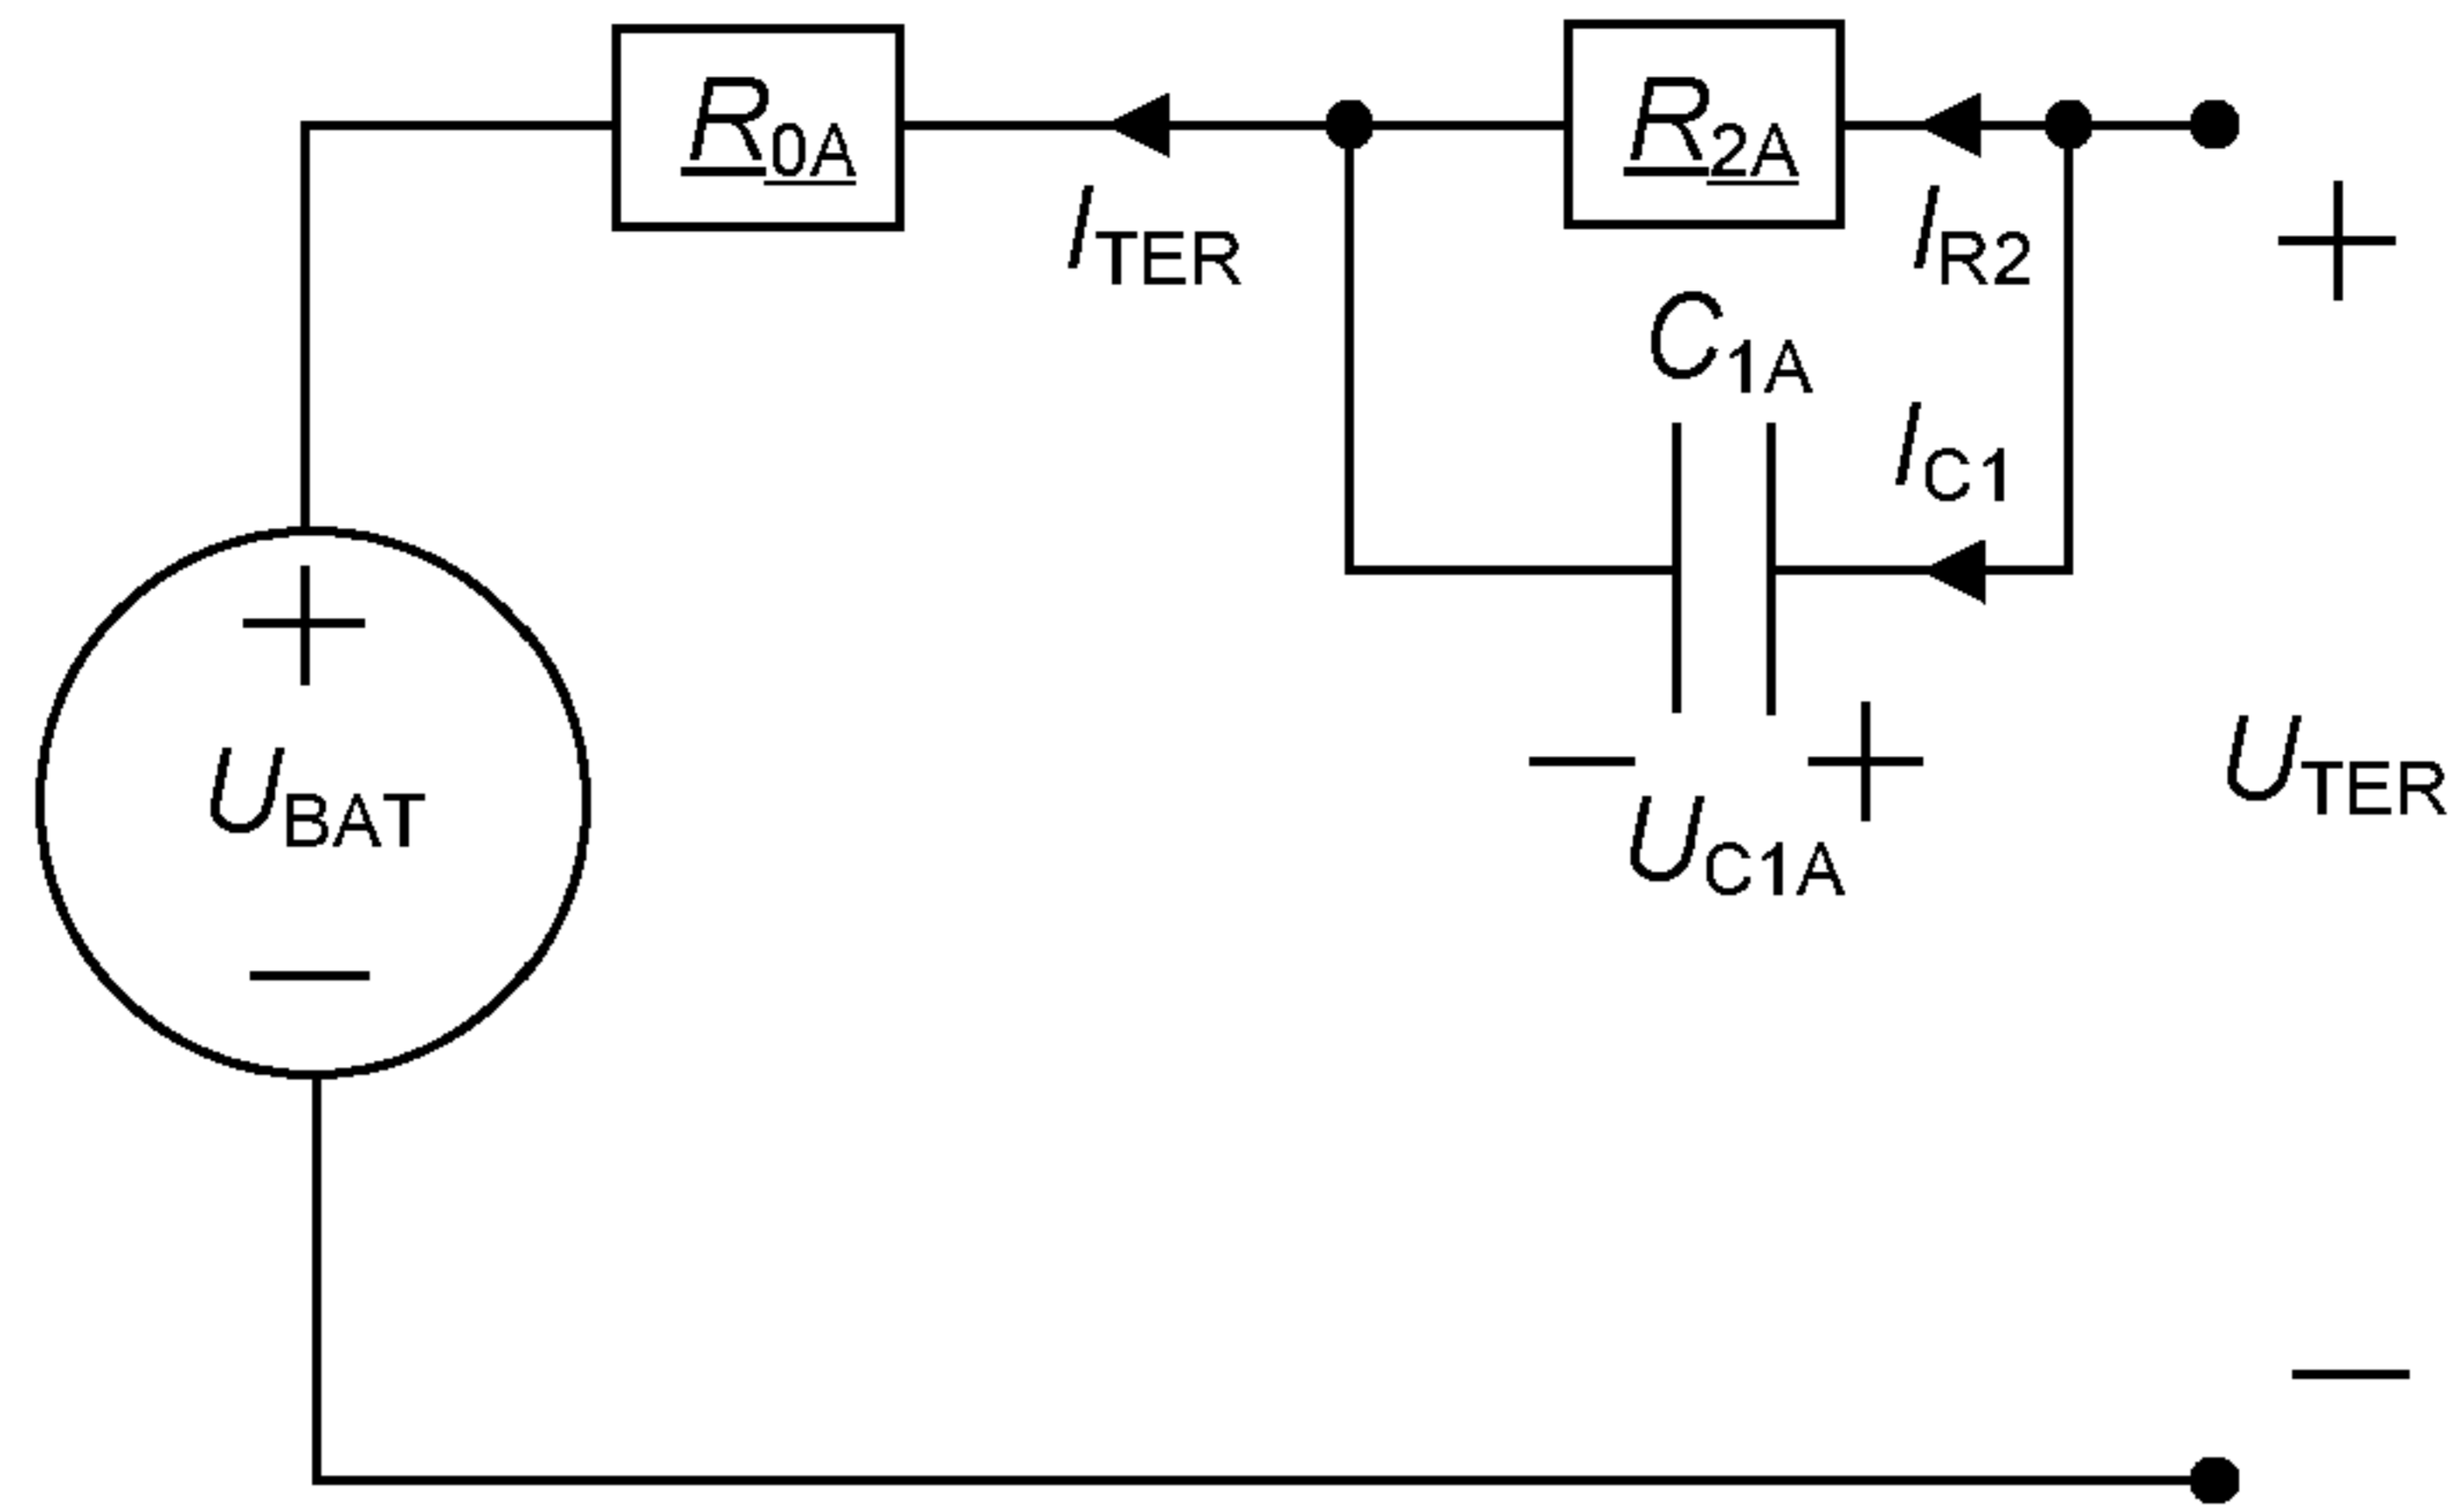 R0A
R2A
ITER
IR2
+
C1A
IC1
+
UBAT
−
− +
UC1A
UTER
−